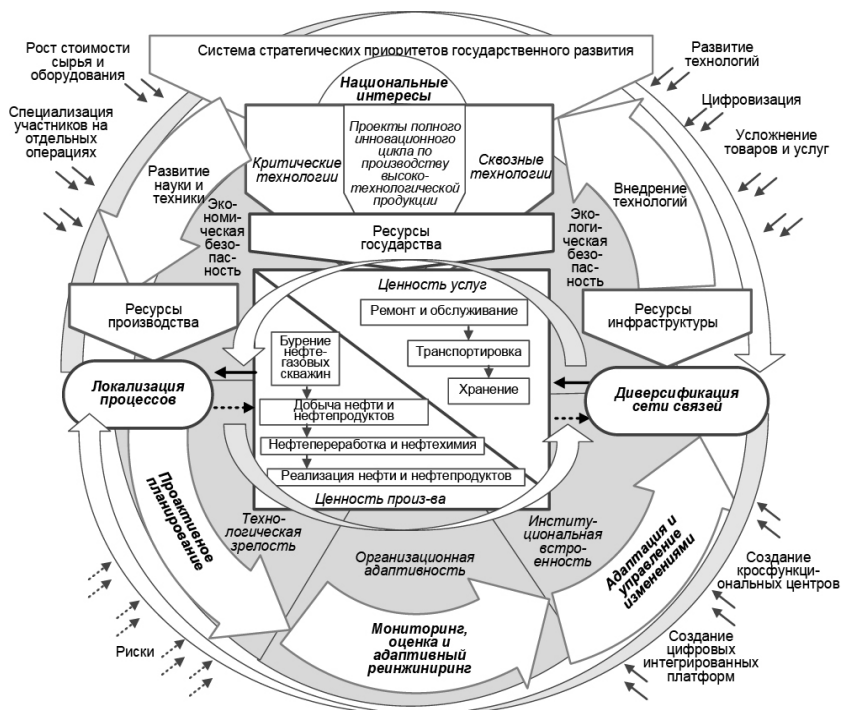 Система стратегических приоритетов государственного развития
Рост стоимости
сырья и
оборудования
Специализация
участников на
отдельных
операциях
Развитие
технологий
Цифровизация
Усложнение
товаров и услуг
Национальные
интересы
Критические
технологии
Проекты полного
инновационного
цикла по
производству
высоко-
технологической
продукции
Сквозные
технологии
Развитие
науки и
техники
Эко-
номи-
ческая
безо-
пас-
ность
Эко-
логи-
ческая
безо-
пас-
ность
Внедрение
технологий
Ресурсы
государства
Ресурсы
производства
Ресурсы
инфраструктуры
Ценность услуг
Ремонт и обслуживание
Транспортировка
Хранение
Бурение
нефте-
газовых
скважин
Добыча нефти и
нефтепродуктов
Нефтепереработка и нефтехимия
Реализация нефти и нефтепродуктов
Ценность произ-ва
Локализация
процессов
Диверсификация
сети связей
Проактивное
планирование
Техно-
логическая
зрелость
Организационная
адаптивность
Институ-
циональная
встро-
енность
Адаптация и
управление
изменениями
Мониторинг,
оценка и
адаптивный
реинжиниринг
Риски
Создание
кросфункци-
ональных центров
Создание
цифровых
интегрированных
платформ